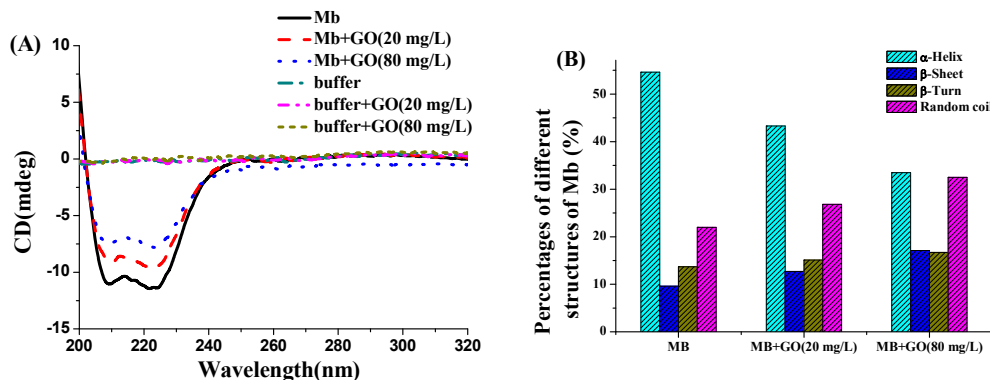 (A)
Mb
Mb+GO(20 mg/L)
Mb+GO(80 mg/L)
buffer
buffer+GO(20 mg/L)
buffer+GO(80 mg/L)
10
5
0
-5
-10
-15
CD(mdeg)
200 220 240 260 280 300 320
Wavelength(nm)
(B)
α-Helix
β-Sheet
β-Turn
Random coil
50
40
30
20
10
0
Percentages of different
structures of Mb (%)
MB MB+GO(20 mg/L) MB+GO(80 mg/L)